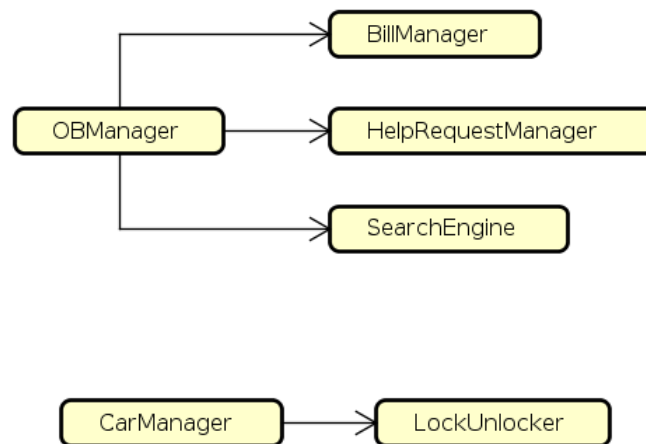 BillManager
OBManager
HelpRequestManager
SearchEngine
CarManager
LockUnlocker